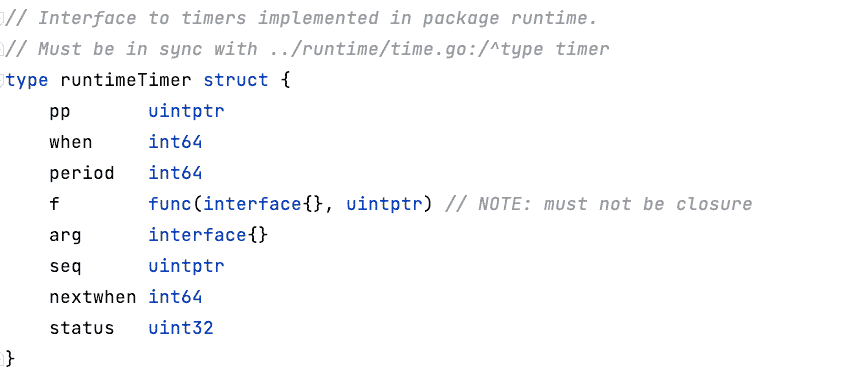 // Interface to timers implemented in package runtime.
// Must be in sync with ../runtime/time.go:/^type timer
type runtimeTimer struct {
    pp       uintptr
    when     int64
    period   int64
    f        func(interface{}, uintptr) // NOTE: must not be closure
    arg      interface{}
    seq      uintptr
    nextwhen int64
    status   uint32
}